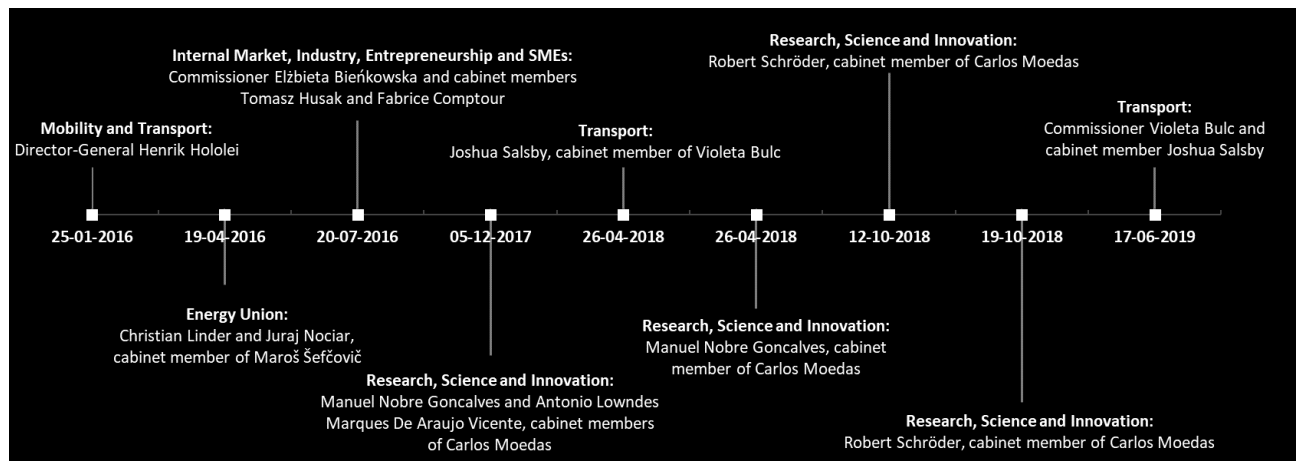 Research, Science and Innovation:
Robert Schröder, cabinet member of Carlos Moedas
Internal Market, Industry, Entrepreneurship and SMEs:
Commissioner Elżbieta Bieńkowska and cabinet members
Tomasz Husak and Fabrice Comptour
Mobility and Transport:
Director-General Henrik Hololei
Transport:
Joshua Salsby, cabinet member of Violeta Bulc
Transport:
Commissioner Violeta Bulc and
cabinet member Joshua Salsby
25-01-2016 19-04-2016 20-07-2016 05-12-2017 26-04-2018 26-04-2018 12-10-2018 19-10-2018 17-06-2019
Energy Union:
Christian Linder and Juraj Nociar,
cabinet member of Maroš Šefčovič
Research, Science and Innovation:
Manuel Nobre Goncalves and Antonio Lowndes
Marques De Araujo Vicente, cabinet members
of Carlos Moedas
Research, Science and Innovation:
Manuel Nobre Goncalves, cabinet
member of Carlos Moedas
Research, Science and Innovation:
Robert Schröder, cabinet member of Carlos Moedas